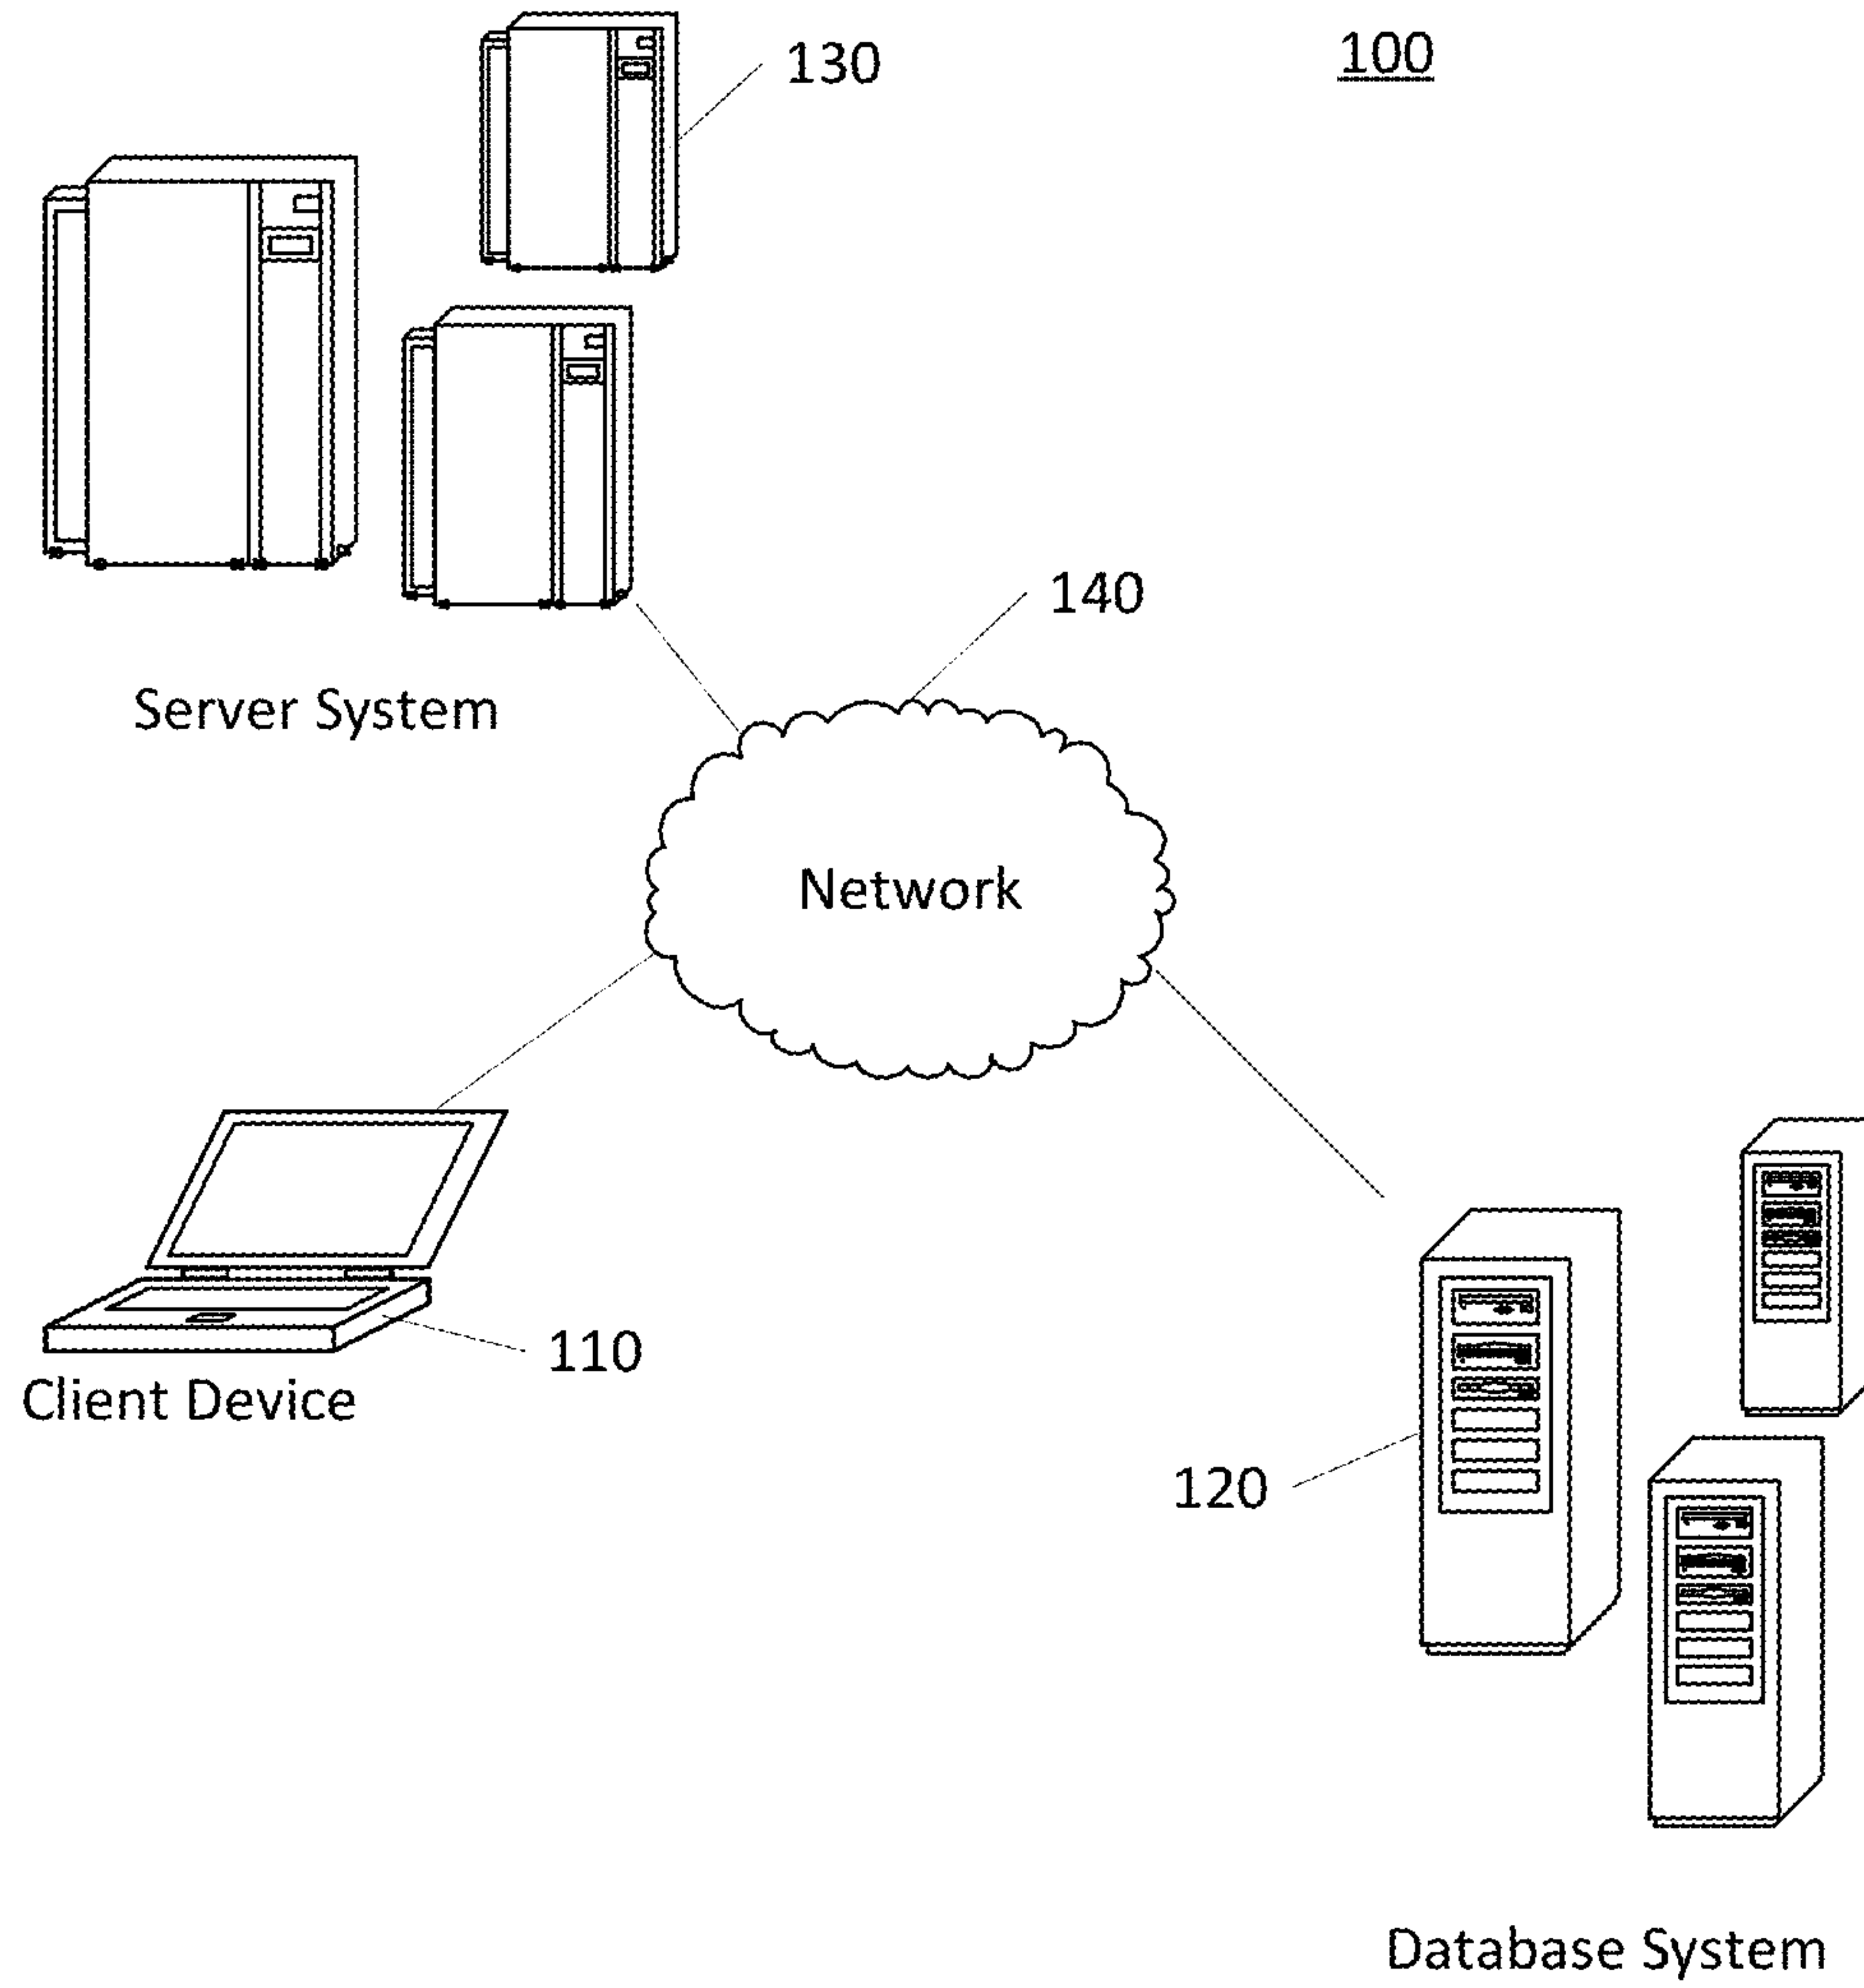 130
100
140
Server System
Network
110
Client Device
120
Database System